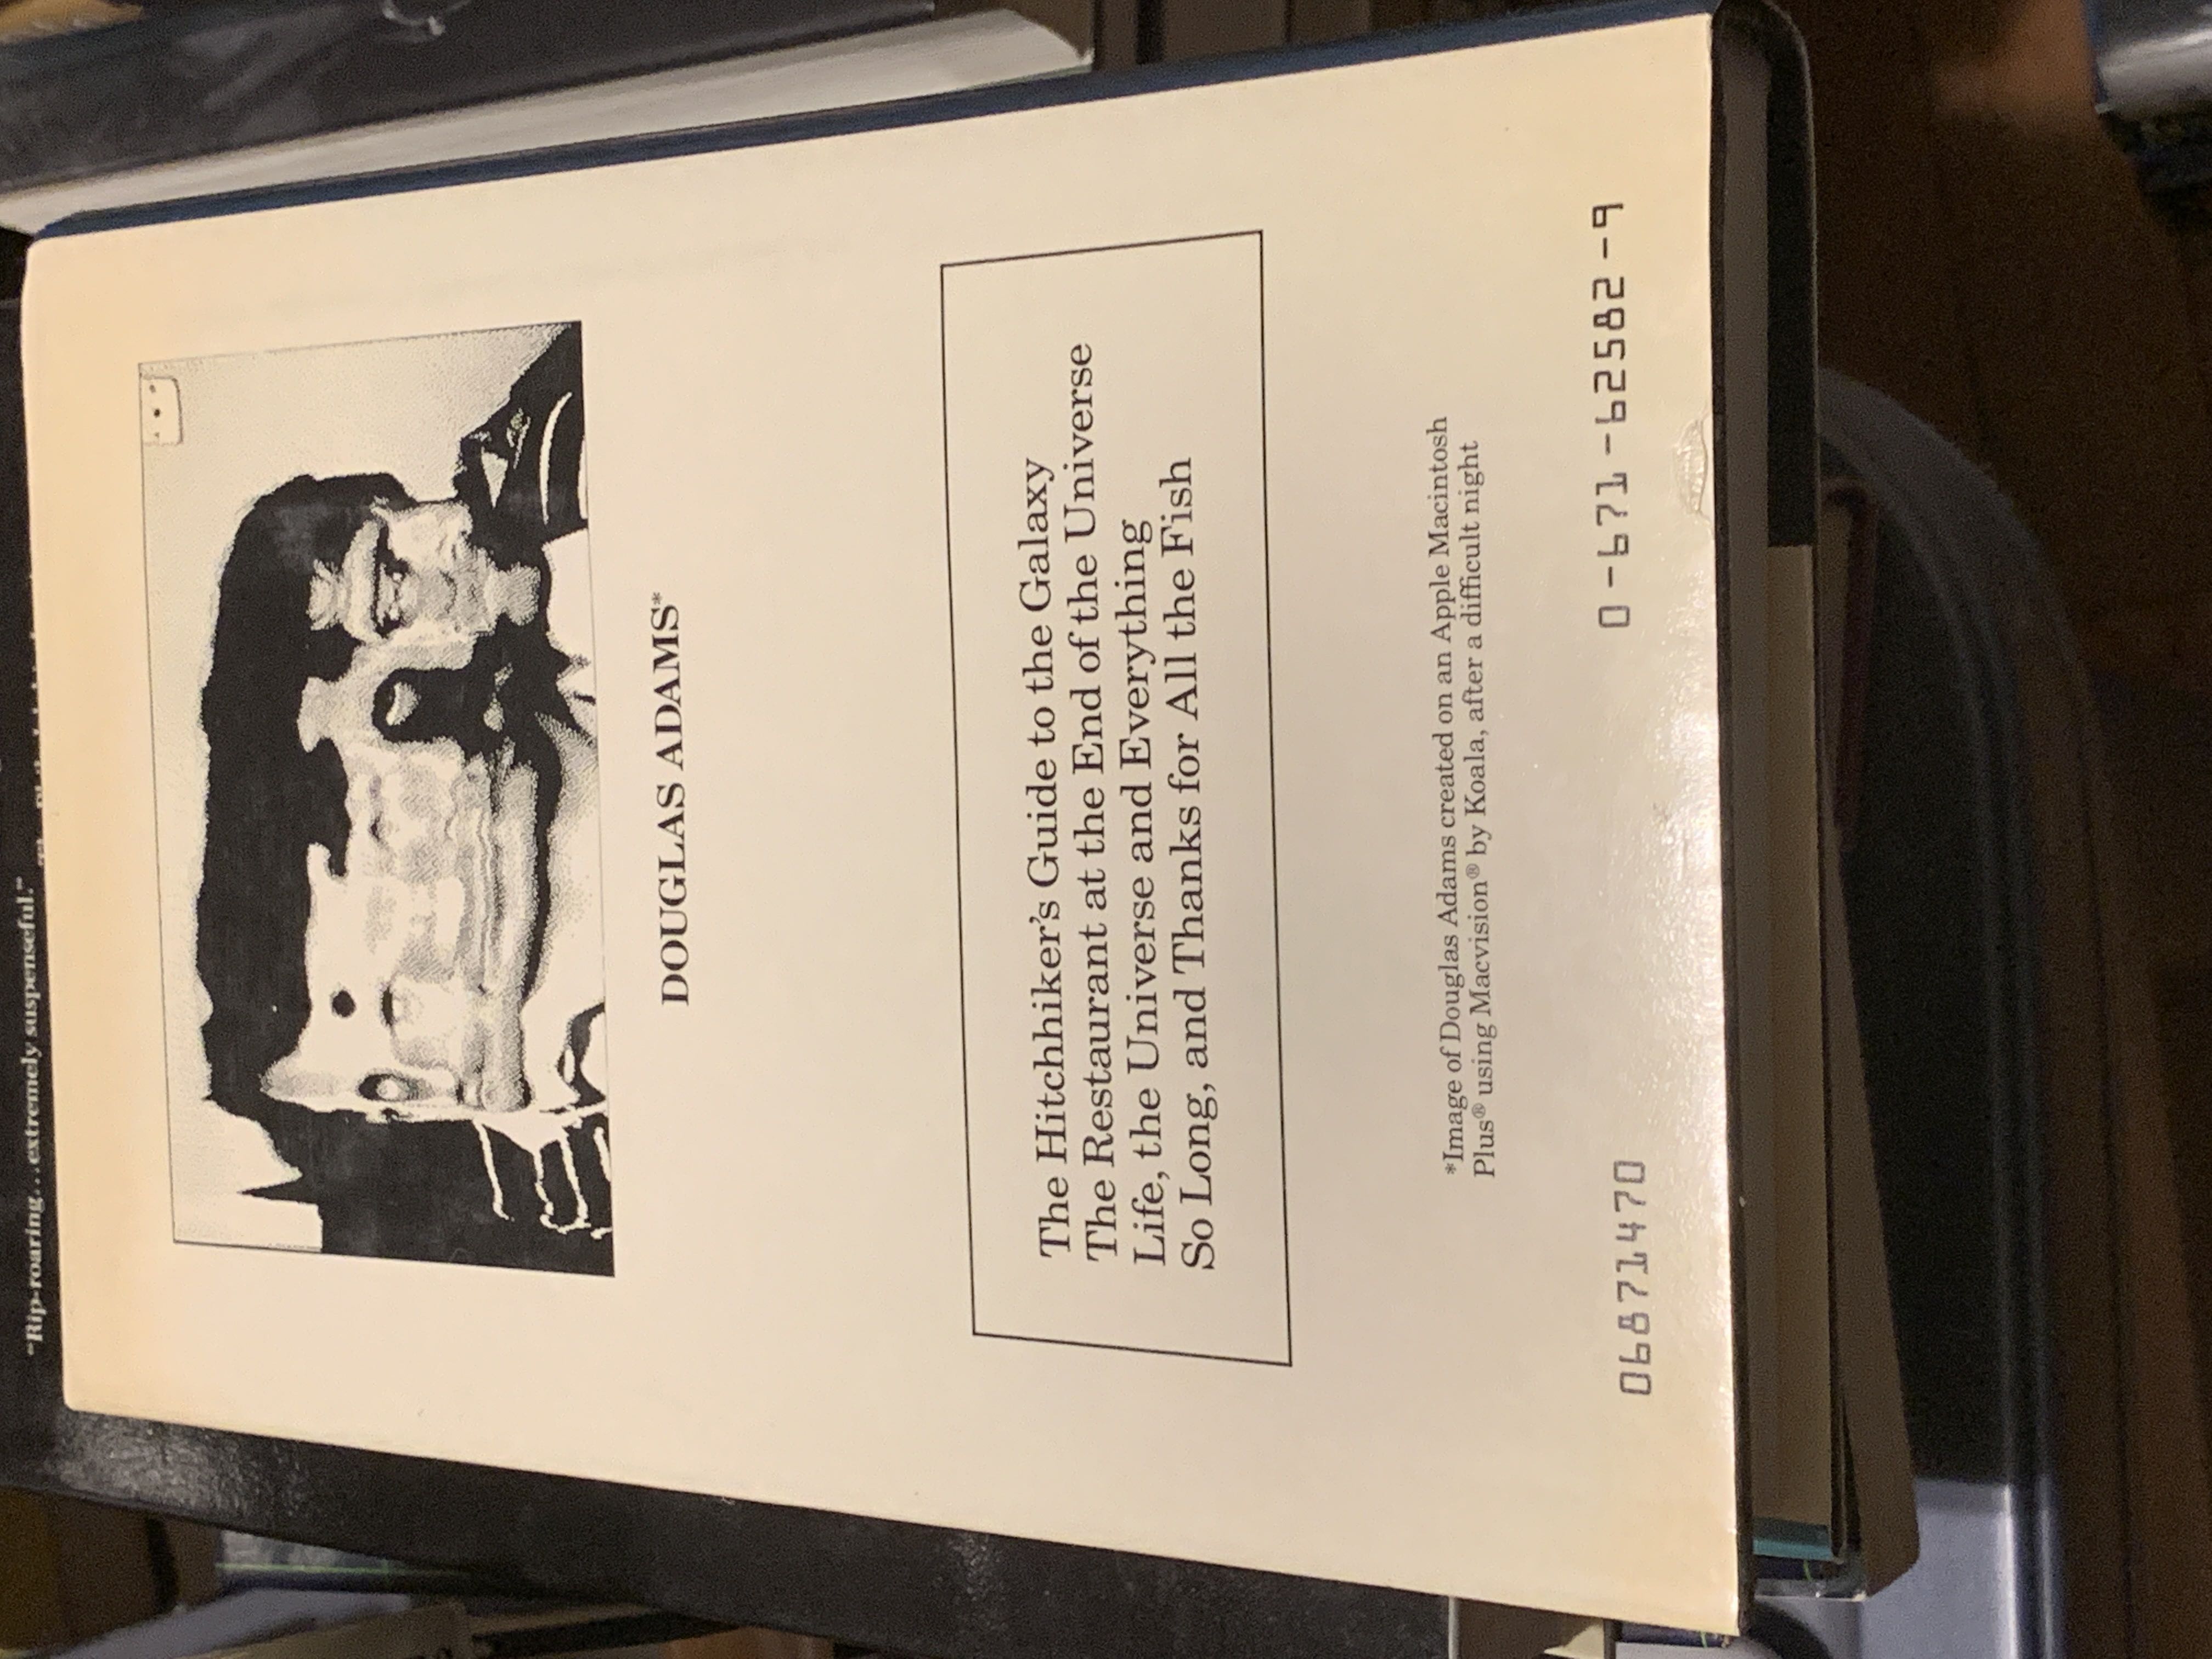 "Rip-roaring...extremely suspenseful."
DOUGLAS ADAMS*
The Hitchhiker's Guide to the Galaxy
The Restaurant at the End of the Universe
Life, the Universe and Everything
So Long, and Thanks for All the Fish
*Image of Douglas Adams created on an Apple Macintosh
Plus® using Macvision® by Koala, after a difficult night
068671470
0-671-62582-9